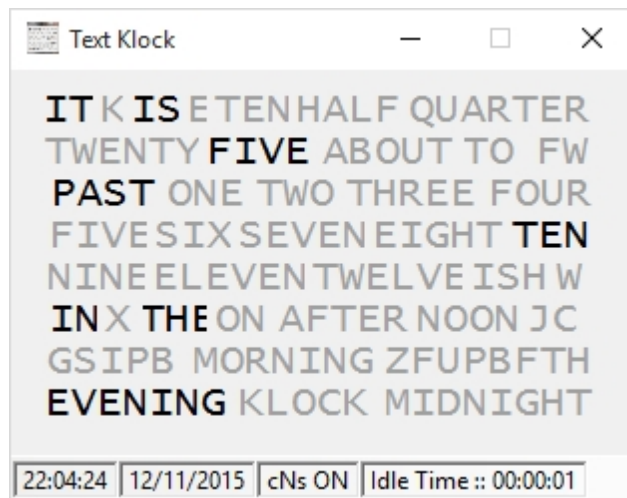 Text Klock
IT K IS E TEN HALF QUARTER
TWENTY FIVE ABOUT TO FW
PAST ONE TWO THREE FOUR
FIVE SIX SEVEN EIGHT TEN
NINE ELEVEN TWELVE ISH W
IN X THE ON AFTER NOON JC
GSIPB MORNING ZFUPBFTH
EVENING KLOCK MIDNIGHT
22:04:24 12/11/2015 cNs ON Idle Time :: 00:00:01